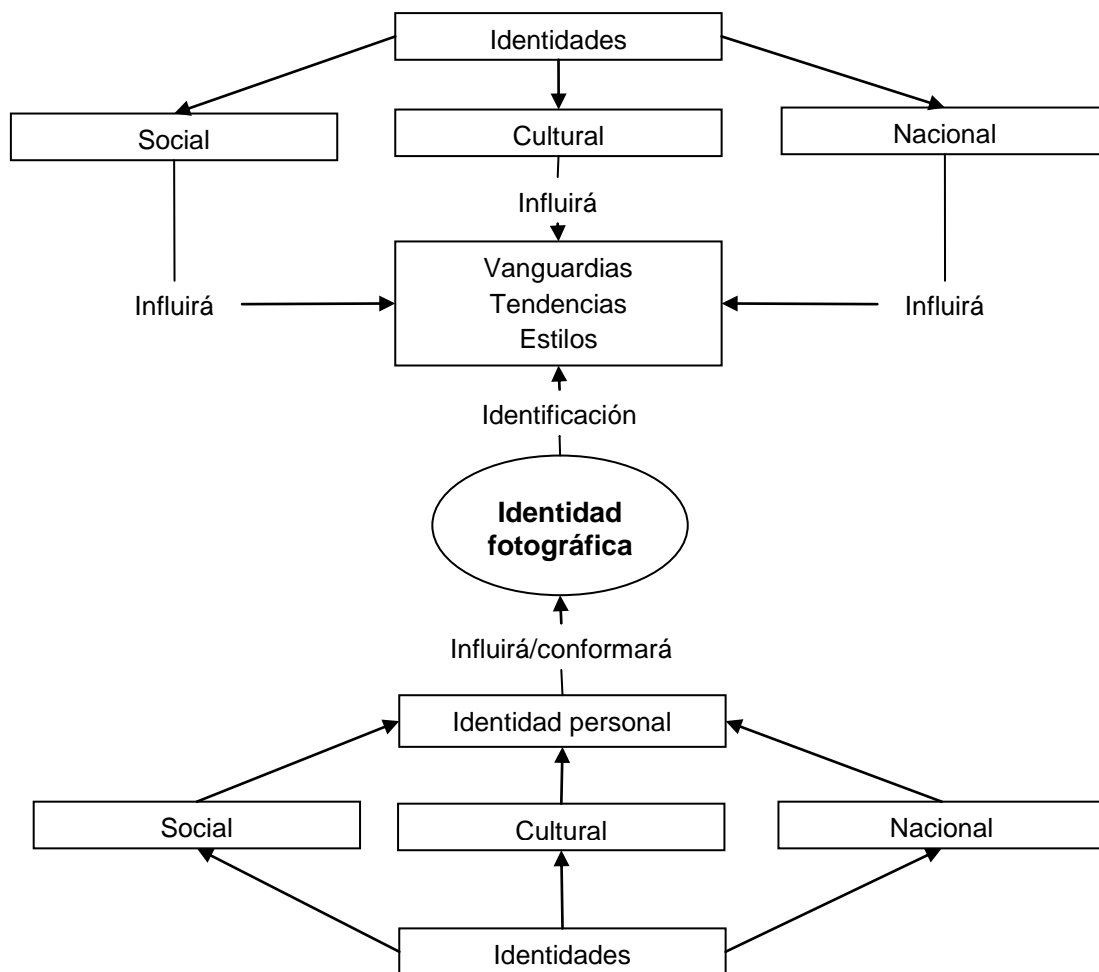 Identidades
Social
Cultural
Nacional
Influirá
Vanguardias
Tendencias
Estilos
Influirá
Influirá
Identificación
Identidad
fotográfica
Influirá/conformará
Identidad personal
Social
Cultural
Nacional
Identidades